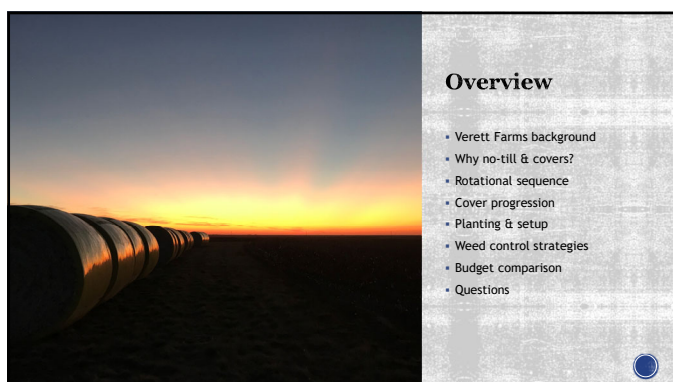 Overview
▪ Verett Farms background
▪ Why no-till & covers?
▪ Rotational sequence
▪ Cover progression
▪ Planting & setup
▪ Weed control strategies
▪ Budget comparison
▪ Questions